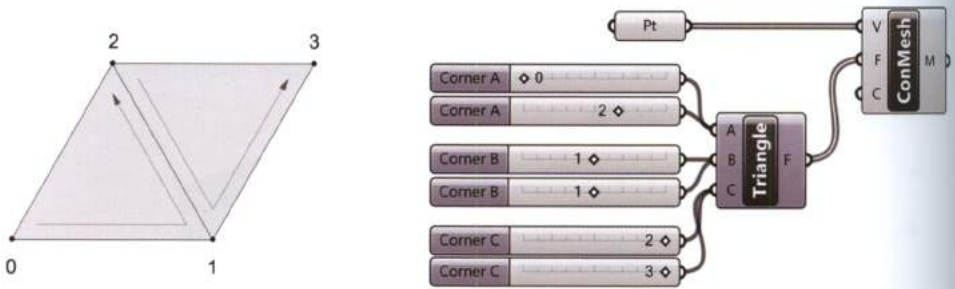 2 3
0 1
Pt
Corner A 0
Corner A 2
Corner B 1
Corner B 1
Corner C 2
Corner C 3
A
B
C
Triangle
F
V
F
C
ConMesh
M